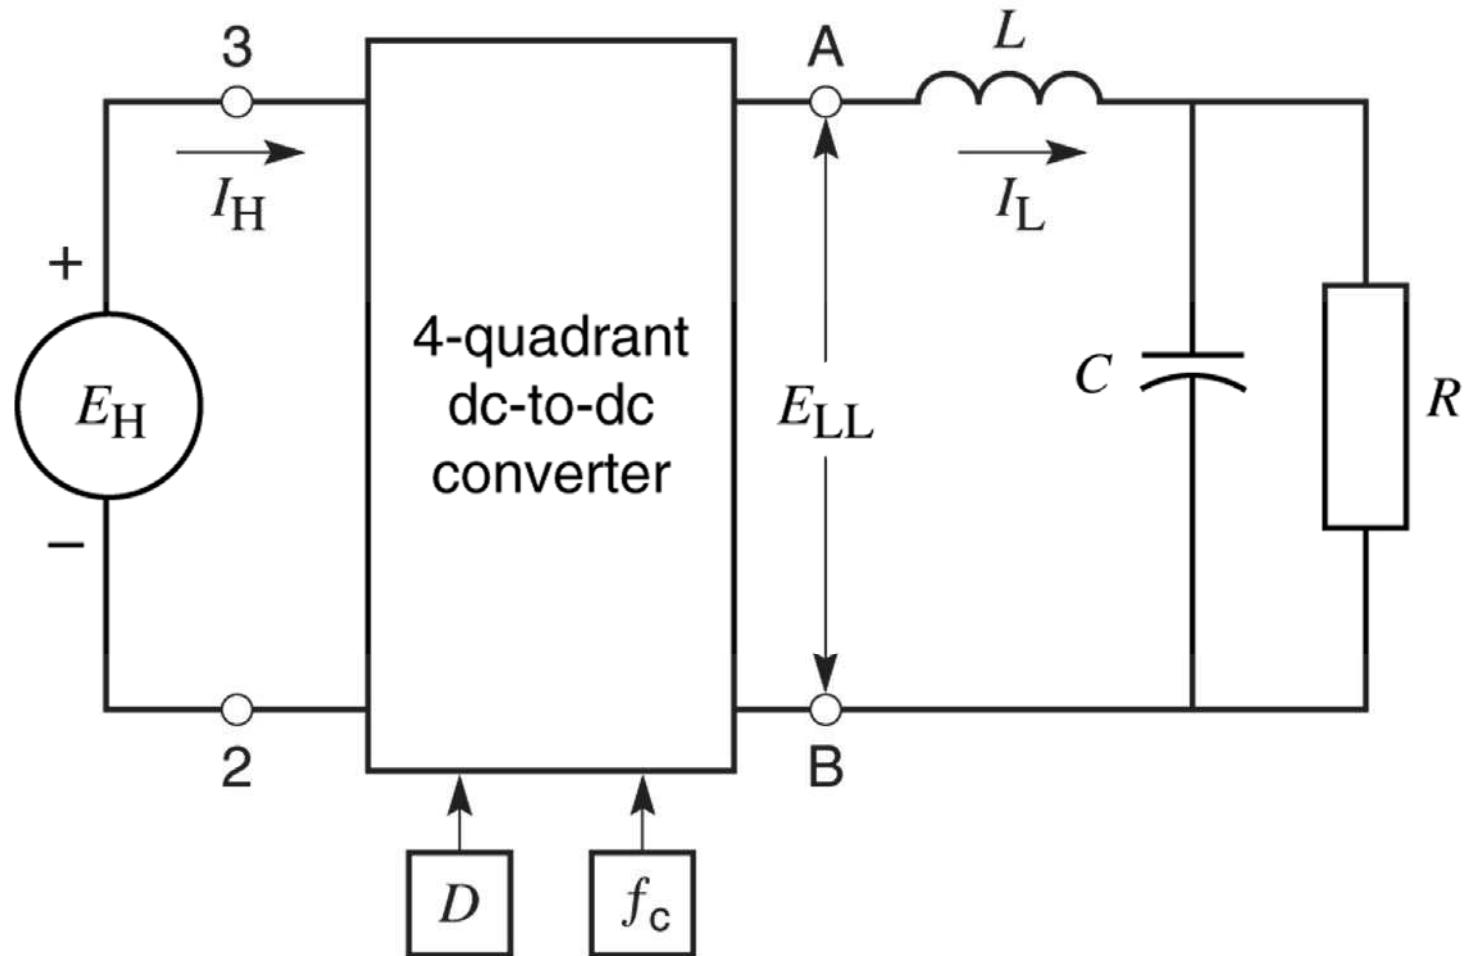 3
A
L
I_H
I_L
+
E_H
−
4-quadrant
dc-to-dc
converter
E_LL
C
R
2
B
D
f_c